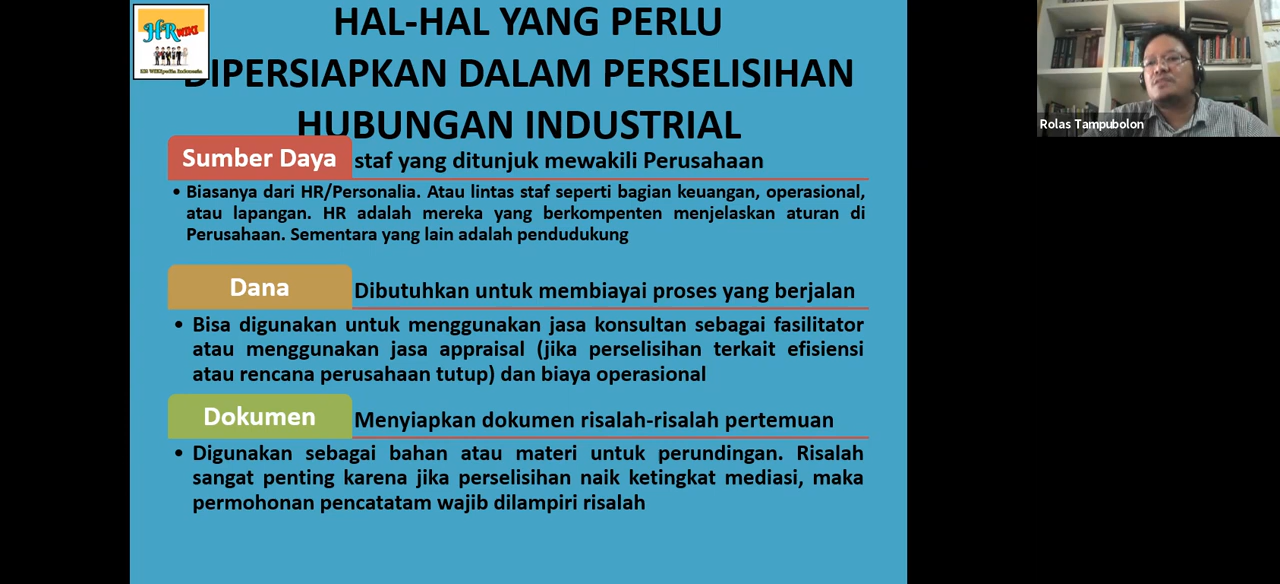 HR WIKI
HR WIKIpedia Indonesia
HAL-HAL YANG PERLU
DIPERSIAPKAN DALAM PERSELISIHAN
HUBUNGAN INDUSTRIAL
Sumber Daya staf yang ditunjuk mewakili Perusahaan
• Biasanya dari HR/Personalia. Atau lintas staf seperti bagian keuangan, operasional,
atau lapangan. HR adalah mereka yang berkompenten menjelaskan aturan di
Perusahaan. Sementara yang lain adalah pendudukung
Dana Dibutuhkan untuk membiayai proses yang berjalan
• Bisa digunakan untuk menggunakan jasa konsultan sebagai fasilitator
atau menggunakan jasa appraisal (jika perselisihan terkait efisiensi
atau rencana perusahaan tutup) dan biaya operasional
Dokumen Menyiapkan dokumen risalah-risalah pertemuan
• Digunakan sebagai bahan atau materi untuk perundingan. Risalah
sangat penting karena jika perselisihan naik ketingkat mediasi, maka
permohonan pencatatam wajib dilampiri risalah
Rolas Tampubolon